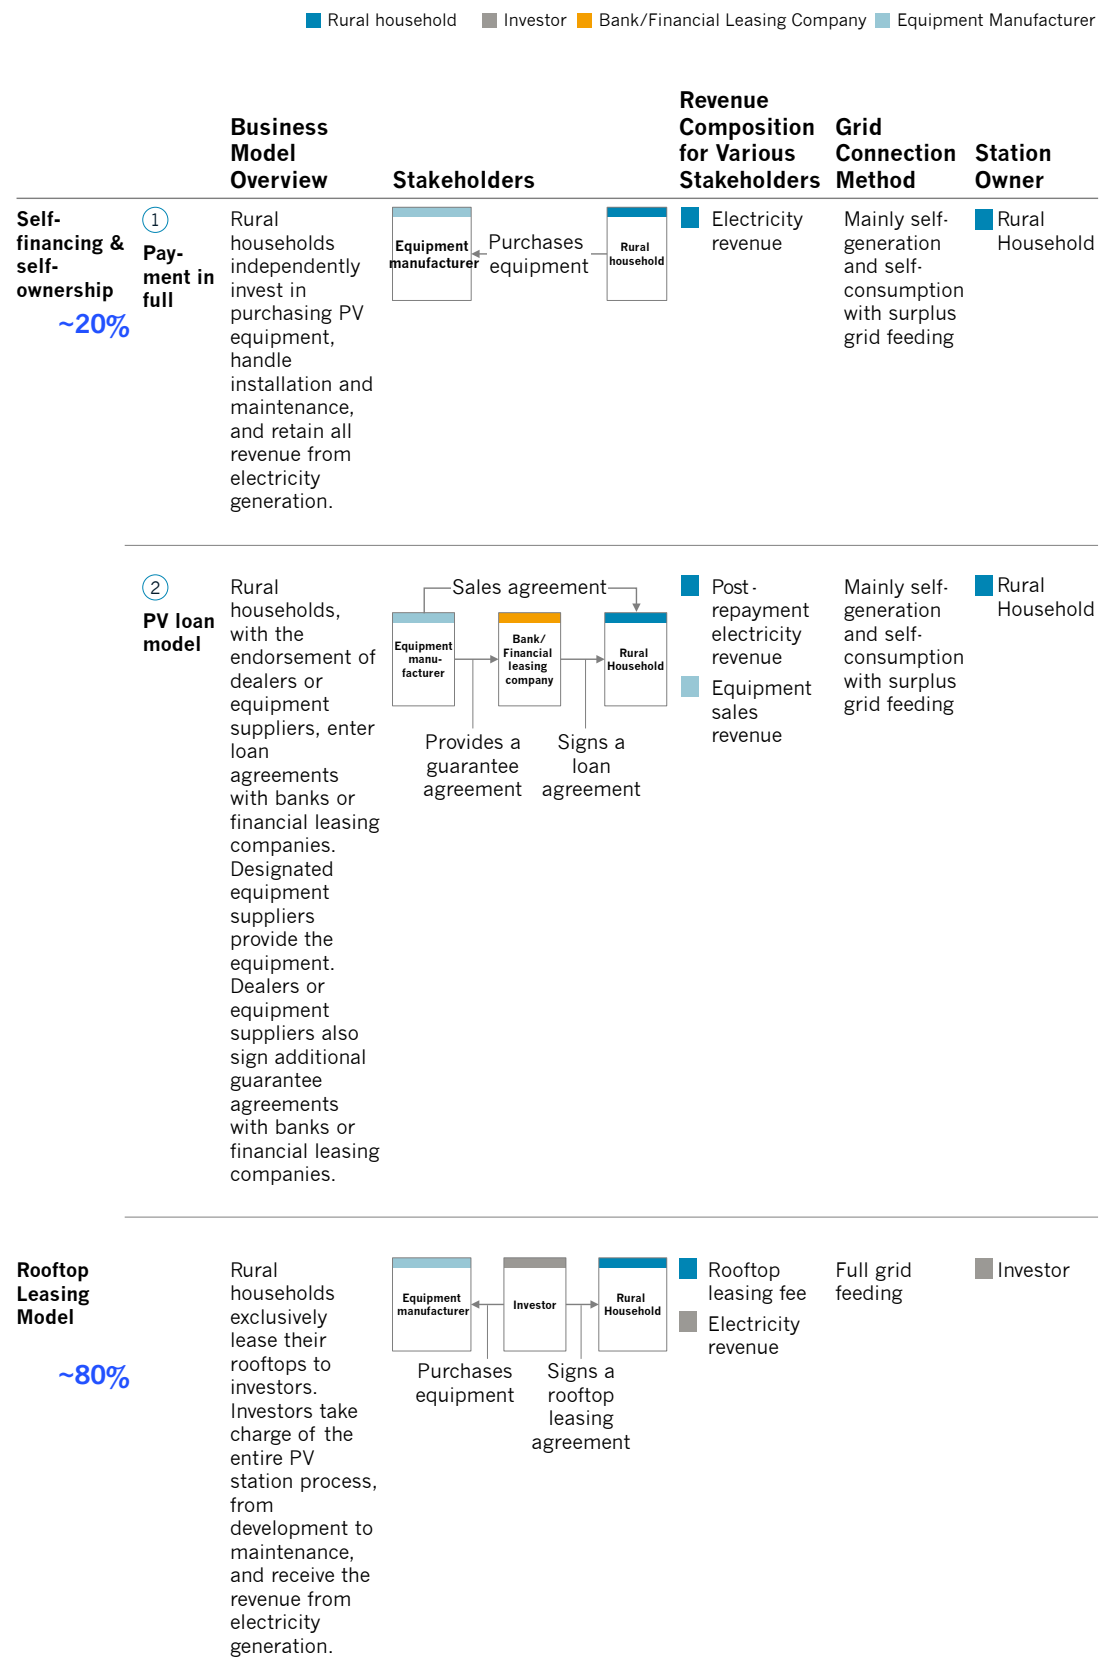 Rural household
Investor
Bank/Financial Leasing Company
Equipment Manufacturer
Business
Model
Overview
Stakeholders
Revenue
Composition
for Various
Stakeholders
Grid
Connection
Method
Station
Owner
Self-
financing &
self-
ownership
~20%
1
Pay-
ment in
full
Rural
households
independently
invest in
purchasing PV
equipment,
handle
installation and
maintenance,
and retain all
revenue from
electricity
generation.
Equipment
manufacturer
Purchases
equipment
Rural
household
Electricity
revenue
Mainly self-
generation
and self-
consumption
with surplus
grid feeding
Rural
Household
2
PV loan
model
Rural
households,
with the
endorsement of
dealers or
equipment
suppliers, enter
loan
agreements
with banks or
financial leasing
companies.
Designated
equipment
suppliers
provide the
equipment.
Dealers or
equipment
suppliers also
sign additional
guarantee
agreements
with banks or
financial leasing
companies.
Sales agreement
Equipment
manu-
facturer
Bank/
Financial
leasing
company
Rural
Household
Provides a
guarantee
agreement
Signs a
loan
agreement
Post-
repayment
electricity
revenue
Equipment
sales
revenue
Mainly self-
generation
and self-
consumption
with surplus
grid feeding
Rural
Household
Rooftop
Leasing
Model
~80%
Rural
households
exclusively
lease their
rooftops to
investors.
Investors take
charge of the
entire PV
station process,
from
development to
maintenance,
and receive the
revenue from
electricity
generation.
Equipment
manufacturer
Investor
Rural
Household
Purchases
equipment
Signs a
rooftop
leasing
agreement
Rooftop
leasing fee
Electricity
revenue
Full grid
feeding
Investor